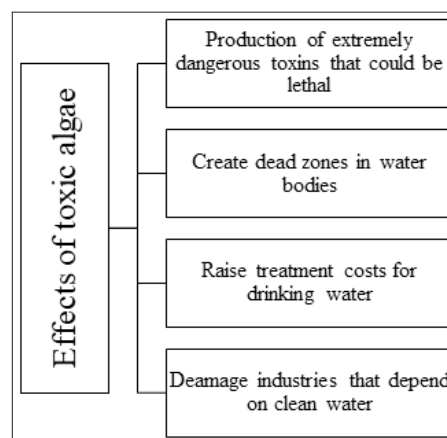 Effects of toxic algae
Production of extremely
dangerous toxins that could be
lethal
Create dead zones in water
bodies
Raise treatment costs for
drinking water
Deamage industries that depend
on clean water